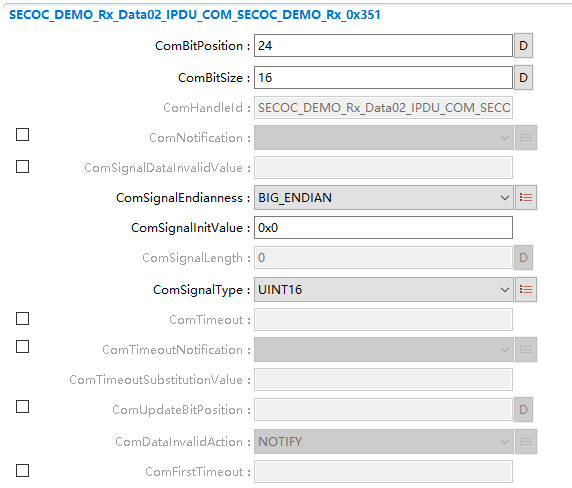 SECOC_DEMO_Rx_Data02_IPDU_COM_SECOC_DEMO_Rx_0x351
ComBitPosition : 24 D
ComBitSize : 16 D
ComHandleId : SECOC_DEMO_Rx_Data02_IPDU_COM_SECO
ComNotification :
ComSignalDataInvalidValue :
ComSignalEndianness : BIG_ENDIAN
ComSignalInitValue : 0x0
ComSignalLength : 0 D
ComSignalType : UINT16
ComTimeout :
ComTimeoutNotification :
ComTimeoutSubstitutionValue :
ComUpdateBitPosition : D
ComDataInvalidAction : NOTIFY
ComFirstTimeout :